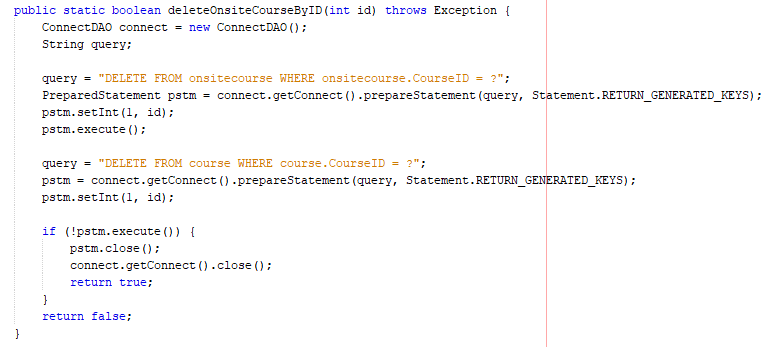 public static boolean deleteOnsiteCourseByID(int id) throws Exception {
    ConnectDAO connect = new ConnectDAO();
    String query;

    query = "DELETE FROM onsitecourse WHERE onsitecourse.CourseID = ?";
    PreparedStatement pstm = connect.getConnect().prepareStatement(query, Statement.RETURN_GENERATED_KEYS);
    pstm.setInt(1, id);
    pstm.execute();

    query = "DELETE FROM course WHERE course.CourseID = ?";
    pstm = connect.getConnect().prepareStatement(query, Statement.RETURN_GENERATED_KEYS);
    pstm.setInt(1, id);

    if (!pstm.execute()) {
        pstm.close();
        connect.getConnect().close();
        return true;
    }
    return false;
}